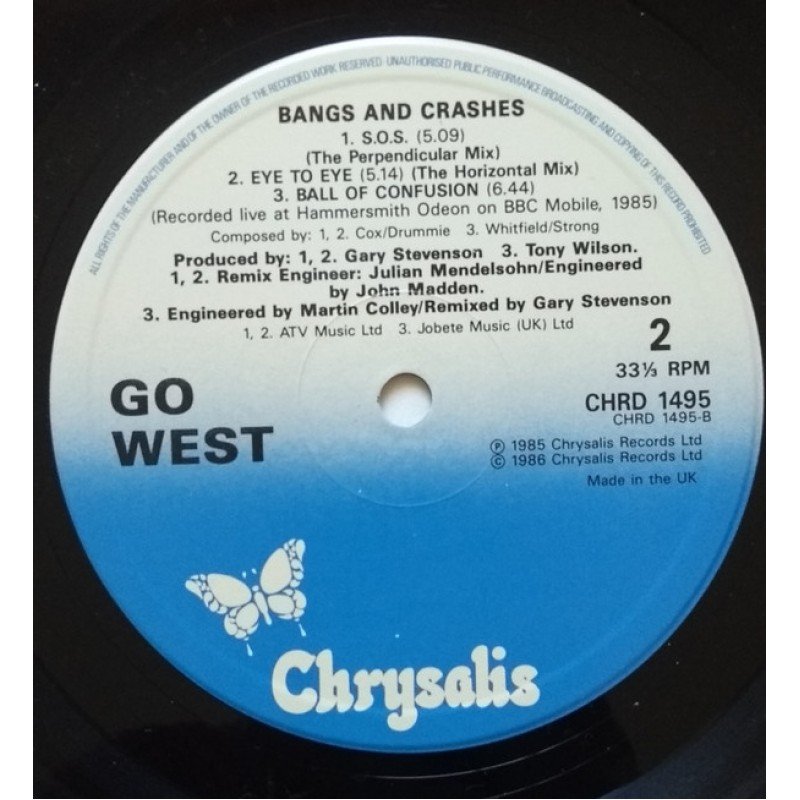 ALL RIGHTS OF THE MANUFACTURER AND OF THE OWNER OF THE RECORDED WORK RESERVED UNAUTHORISED PUBLIC PERFORMANCE BROADCASTING AND COPYING OF THIS RECORD PROHIBITED
BANGS AND CRASHES
1. S.O.S. (5.09)
(The Perpendicular Mix)
2. EYE TO EYE (5.14) (The Horizontal Mix)
3. BALL OF CONFUSION (6.44)
(Recorded live at Hammersmith Odeon on BBC Mobile, 1985)
Composed by: 1, 2. Cox/Drummie 3. Whitfield/Strong
Produced by: 1, 2. Gary Stevenson 3. Tony Wilson.
1, 2. Remix Engineer: Julian Mendelsohn/Engineered
by John Madden.
3. Engineered by Martin Colley/Remixed by Gary Stevenson
1, 2. ATV Music Ltd 3. Jobete Music (UK) Ltd
2
33⅓ RPM
GO
WEST
CHRD 1495
CHRD 1495-B
Ⓟ 1985 Chrysalis Records Ltd
© 1986 Chrysalis Records Ltd
Made in the UK
Chrysalis